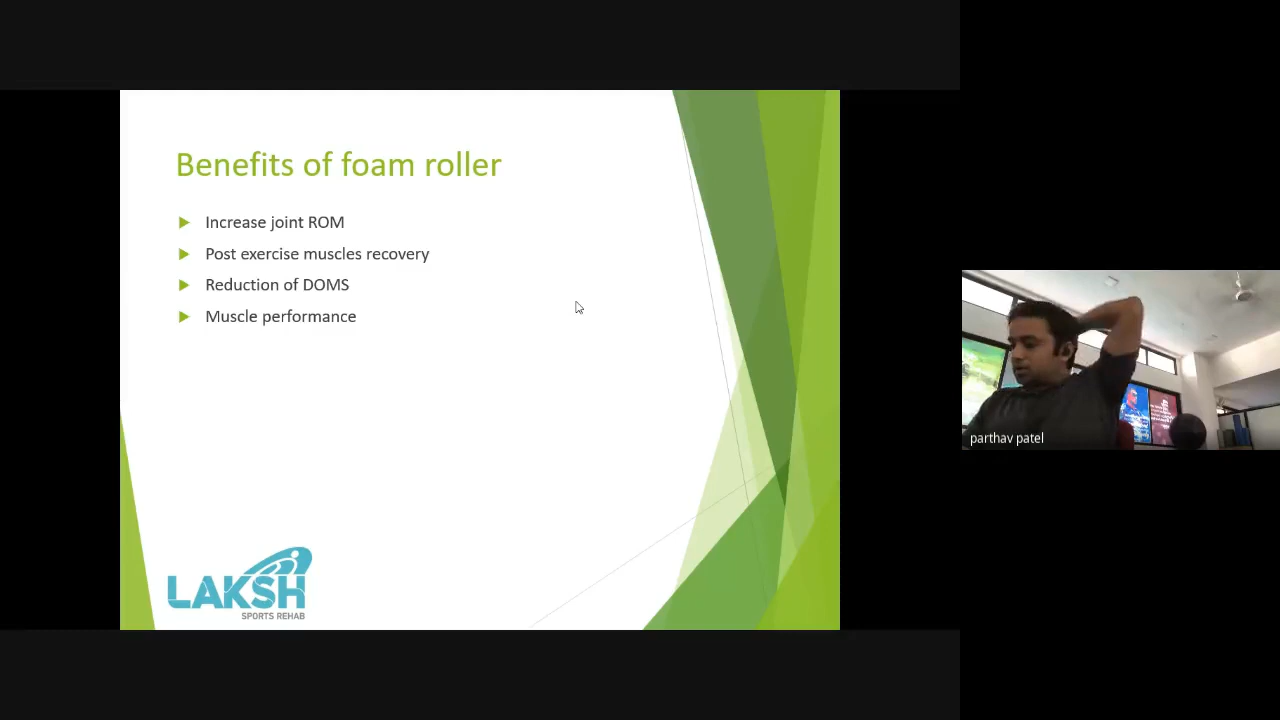 Benefits of foam roller
Increase joint ROM
Post exercise muscles recovery
Reduction of DOMS
Muscle performance
LAKSH
SPORTS REHAB
parthav patel